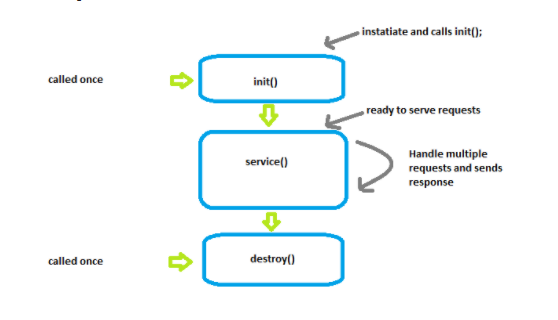 instatiate and calls init();
called once
init()
ready to serve requests
service()
Handle multiple
requests and sends
response
called once
destroy()